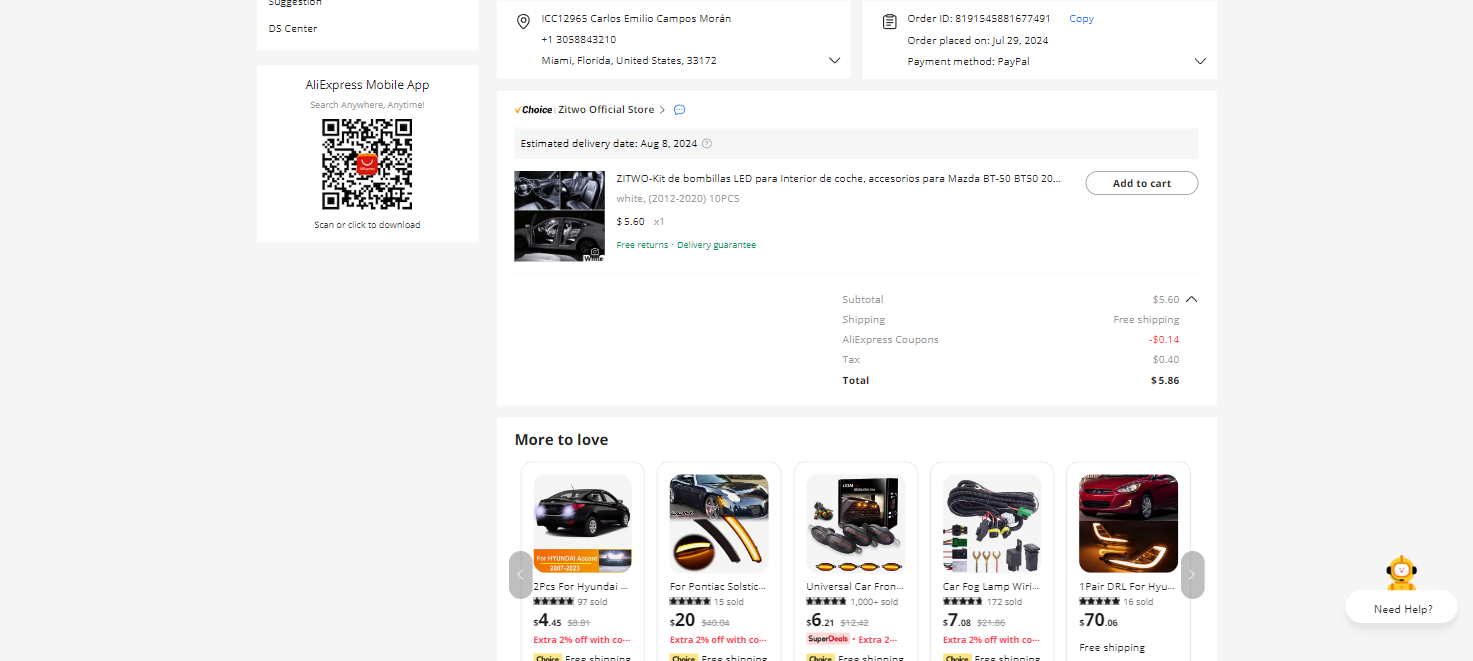 Suggestion
DS Center
AliExpress Mobile App
Search Anywhere, Anytime!
Scan or click to download
ICC12965 Carlos Emilio Campos Morán
+1 3058843210
Miami, Florida, United States, 33172
Order ID: 8191545881677491 Copy
Order placed on: Jul 29, 2024
Payment method: PayPal
Choice Zitwo Official Store
Estimated delivery date: Aug 8, 2024
ZITWO-Kit de bombillas LED para Interior de coche, accesorios para Mazda BT-50 BT50 20...
white, (2012-2020) 10PCS
$5.60 x1
Free returns · Delivery guarantee
Add to cart
White
Subtotal $5.60
Shipping Free shipping
AliExpress Coupons -$0.14
Tax $0.40
Total $5.86
More to love
For HYUNDAI Accent
2007-2023
2Pcs For Hyundai ...
97 sold
$4.45 $8.81
Extra 2% off with co...
Choice Free shipping
For Pontiac Solstic...
15 sold
$20 $40.04
Extra 2% off with co...
Choice Free shipping
Universal Car Fron...
1,000+ sold
$6.21 $12.42
SuperDeals · Extra 2...
Choice Free shipping
Car Fog Lamp Wiri...
172 sold
$7.08 $21.86
Extra 2% off with co...
Choice Free shipping
1Pair DRL For Hyu...
16 sold
$70.06
Free shipping
Need Help?